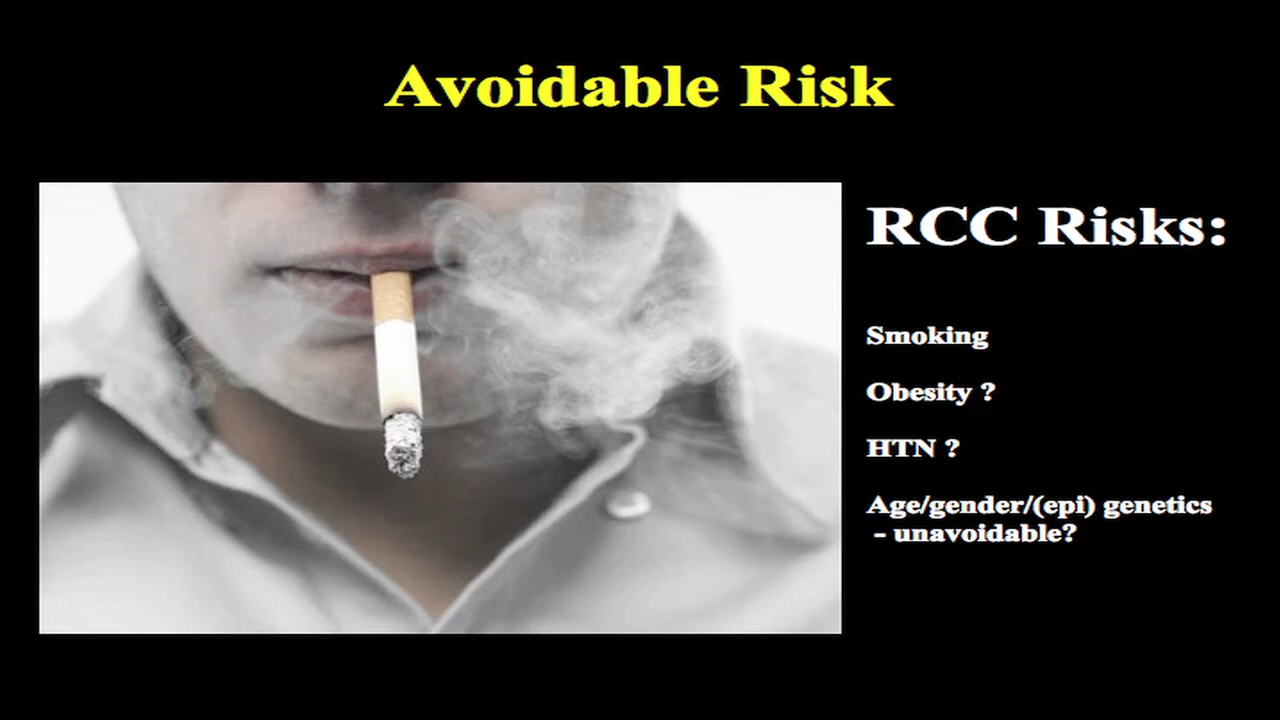 Avoidable Risk
RCC Risks:
Smoking
Obesity ?
HTN ?
Age/gender/(epi) genetics
- unavoidable?